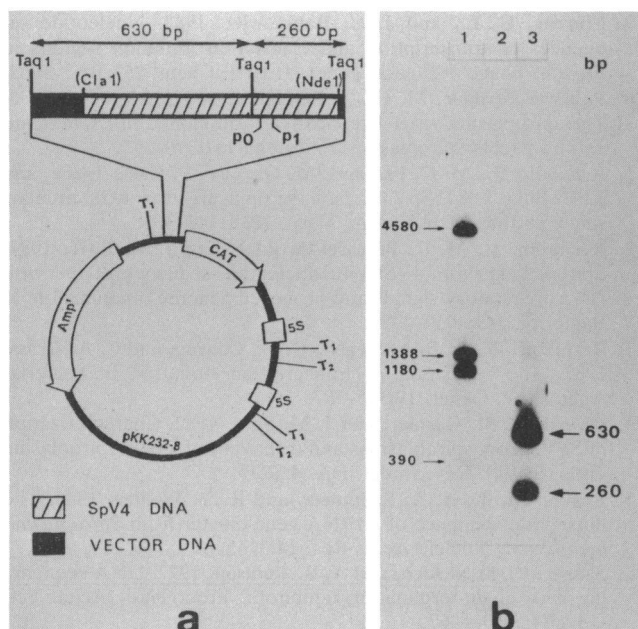 630 bp 260 bp
Taq1 Taq1 Taq1
(Cla1) (Nde1)
P0 P1
T1
CAT
Ampr
5S
T1
T2
5S
T1
T2
pKK232-8
SpV4 DNA
VECTOR DNA
a
1 2 3
bp
4580
1388
1180
630
390
260
b